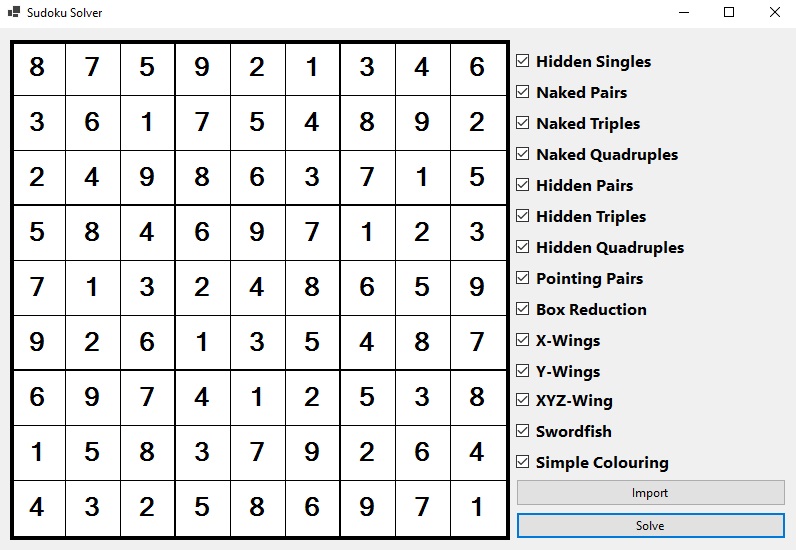 Sudoku Solver
8 7 5 9 2 1 3 4 6
3 6 1 7 5 4 8 9 2
2 4 9 8 6 3 7 1 5
5 8 4 6 9 7 1 2 3
7 1 3 2 4 8 6 5 9
9 2 6 1 3 5 4 8 7
6 9 7 4 1 2 5 3 8
1 5 8 3 7 9 2 6 4
4 3 2 5 8 6 9 7 1
Hidden Singles
Naked Pairs
Naked Triples
Naked Quadruples
Hidden Pairs
Hidden Triples
Hidden Quadruples
Pointing Pairs
Box Reduction
X-Wings
Y-Wings
XYZ-Wing
Swordfish
Simple Colouring
Import
Solve